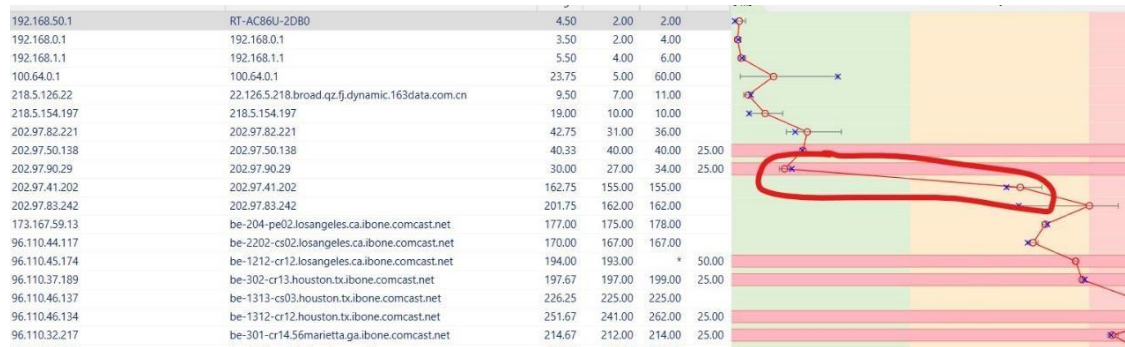 192.168.50.1 RT-AC86U-2DB0 4.50 2.00 2.00
192.168.0.1 192.168.0.1 3.50 2.00 4.00
192.168.1.1 192.168.1.1 5.50 4.00 6.00
100.64.0.1 100.64.0.1 23.75 5.00 60.00
218.5.126.22 22.126.5.218.broad.qz.fj.dynamic.163data.com.cn 9.50 7.00 11.00
218.5.154.197 218.5.154.197 19.00 10.00 10.00
202.97.82.221 202.97.82.221 42.75 31.00 36.00
202.97.50.138 202.97.50.138 40.33 40.00 40.00 25.00
202.97.90.29 202.97.90.29 30.00 27.00 34.00 25.00
202.97.41.202 202.97.41.202 162.75 155.00 155.00
202.97.83.242 202.97.83.242 201.75 162.00 162.00
173.167.59.13 be-204-pe02.losangeles.ca.ibone.comcast.net 177.00 175.00 178.00
96.110.44.117 be-2202-cs02.losangeles.ca.ibone.comcast.net 170.00 167.00 167.00
96.110.45.174 be-1212-cr12.losangeles.ca.ibone.comcast.net 194.00 193.00 * 50.00
96.110.37.189 be-302-cr13.houston.tx.ibone.comcast.net 197.67 197.00 199.00 25.00
96.110.46.137 be-1313-cs03.houston.tx.ibone.comcast.net 226.25 225.00 225.00
96.110.46.134 be-1312-cr12.houston.tx.ibone.comcast.net 251.67 241.00 262.00 25.00
96.110.32.217 be-301-cr14.56marietta.ga.ibone.comcast.net 214.67 212.00 214.00 25.00